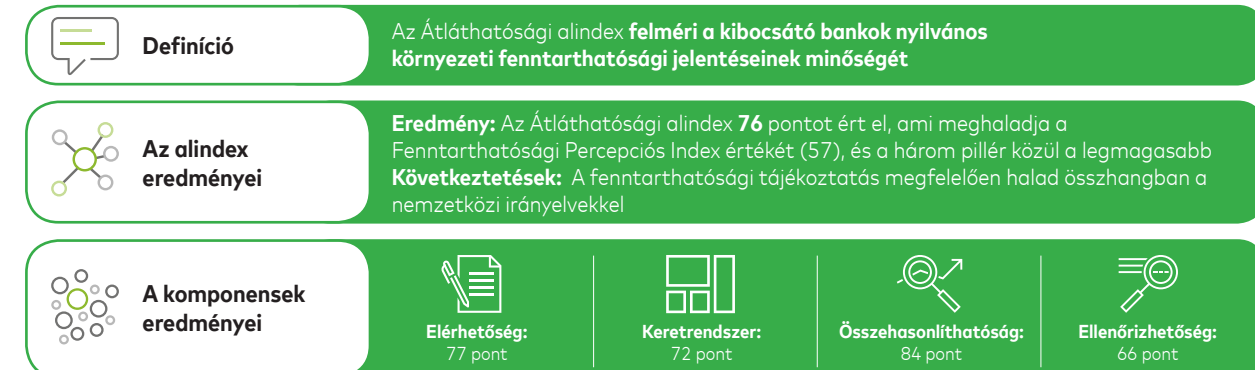 Definíció
Az Átláthatósági alindex felméri a kibocsátó bankok nyilvános
környezeti fenntarthatósági jelentéseinek minőségét
Az alindex
eredményei
Eredmény: Az Átláthatósági alindex 76 pontot ért el, ami meghaladja a
Fenntarthatósági Percepciós Index értékét (57), és a három pillér közül a legmagasabb
Következtetések: A fenntarthatósági tájékoztatás megfelelően halad összhangban a
nemzetközi irányelvekkel
A komponensek
eredményei
Elérhetőség:
77 pont
Keretrendszer:
72 pont
Összehasonlíthatóság:
84 pont
Ellenőrizhetőség:
66 pont